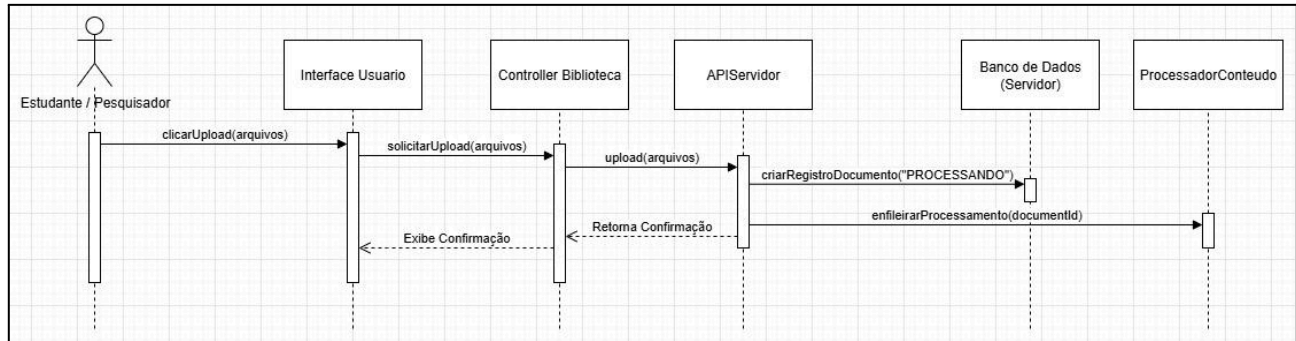 Estudante / Pesquisador
Interface Usuario
Controller Biblioteca
APIServidor
Banco de Dados
(Servidor)
ProcessadorConteudo
clicarUpload(arquivos)
solicitarUpload(arquivos)
upload(arquivos)
criarRegistroDocumento("PROCESSANDO")
enfileirarProcessamento(documentId)
Retorna Confirmação
Exibe Confirmação